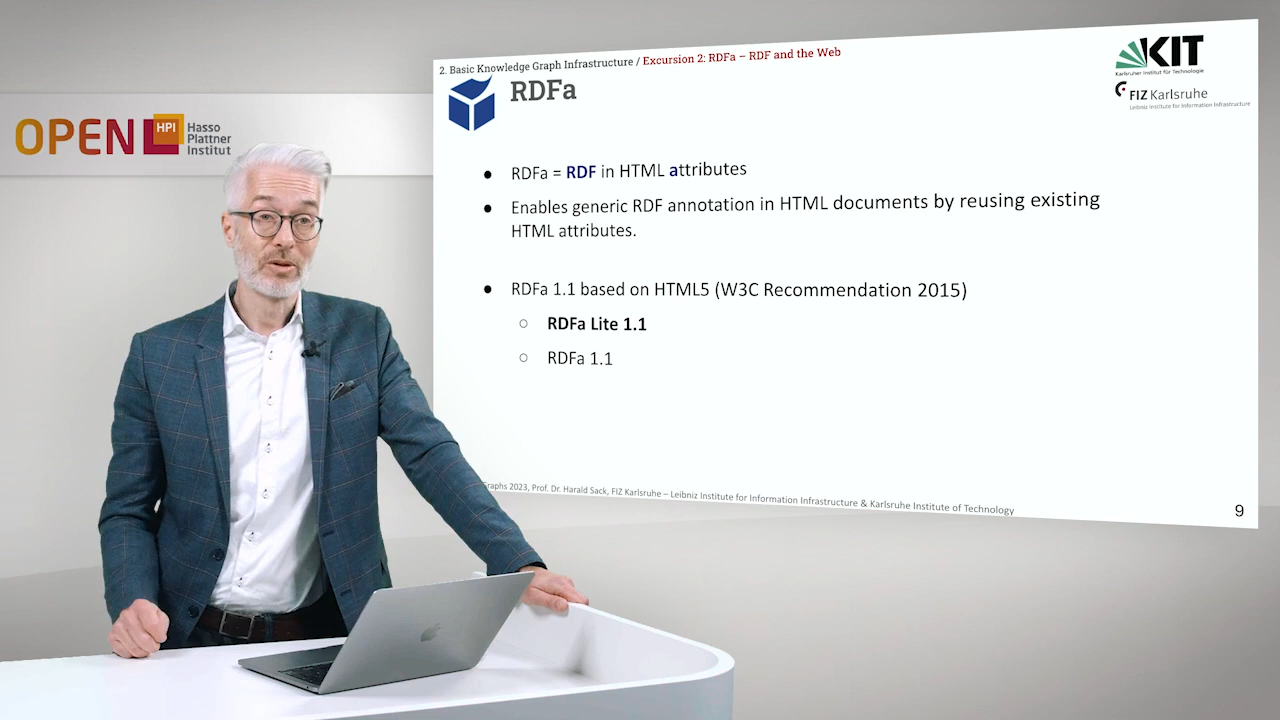 2. Basic Knowledge Graph Infrastructure / Excursion 2: RDFa – RDF and the Web
RDFa
KIT
Karlsruher Institut für Technologie
FIZ Karlsruhe
Leibniz Institute for Information Infrastructure
OPEN HPI Hasso
Plattner
Institut
● RDFa = RDF in HTML attributes
● Enables generic RDF annotation in HTML documents by reusing existing
HTML attributes.
● RDFa 1.1 based on HTML5 (W3C Recommendation 2015)
○ RDFa Lite 1.1
○ RDFa 1.1
2023, Prof. Dr. Harald Sack, FIZ Karlsruhe – Leibniz Institute for Information Infrastructure & Karlsruhe Institute of Technology
9